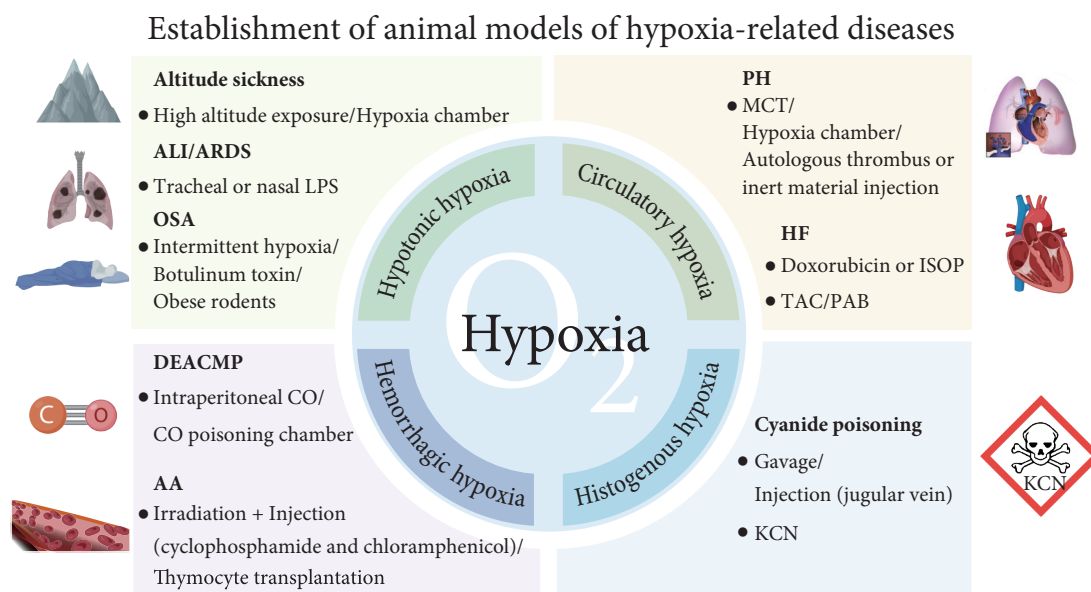 Establishment of animal models of hypoxia-related diseases
Altitude sickness
• High altitude exposure/Hypoxia chamber
ALI/ARDS
• Tracheal or nasal LPS
OSA
• Intermittent hypoxia/
Botulinum toxin/
Obese rodents
PH
• MCT/
Hypoxia chamber/
Autologous thrombus or
inert material injection
HF
• Doxorubicin or ISOP
• TAC/PAB
Hypotonic hypoxia
Circulatory hypoxia
O2
Hypoxia
Hemorrhagic hypoxia
Histogenous hypoxia
DEACMP
• Intraperitoneal CO/
CO poisoning chamber
C O
AA
• Irradiation + Injection
(cyclophosphamide and chloramphenicol)/
Thymocyte transplantation
Cyanide poisoning
• Gavage/
Injection (jugular vein)
• KCN
KCN